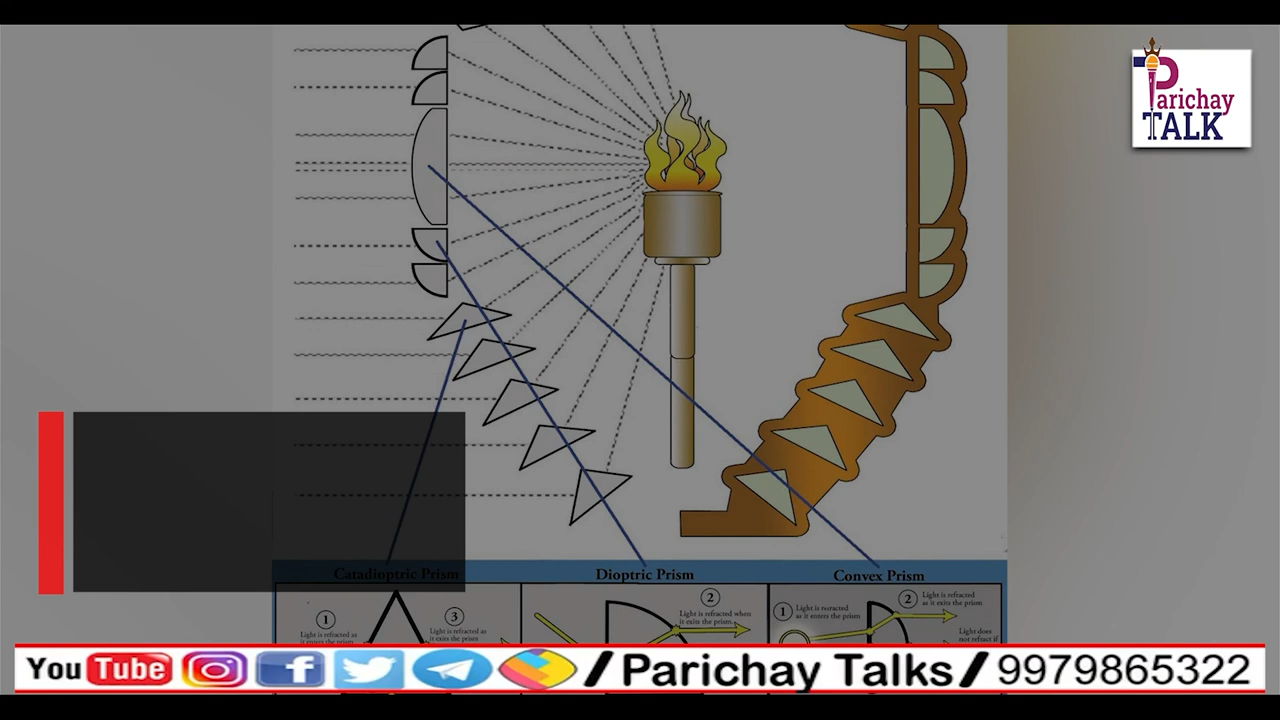 Parichay
TALK
Catadioptric Prism
Dioptric Prism
Convex Prism
1
Light is refracted as
it enters the prism
3
Light is refracted as
it exits the prism
2
Light is refracted when
it exits the prism.
1
Light is refracted
as it enters the prism
2
Light is refracted
as it exits the prism
Light does
not refract if
YouTube / Parichay Talks / 9979865322